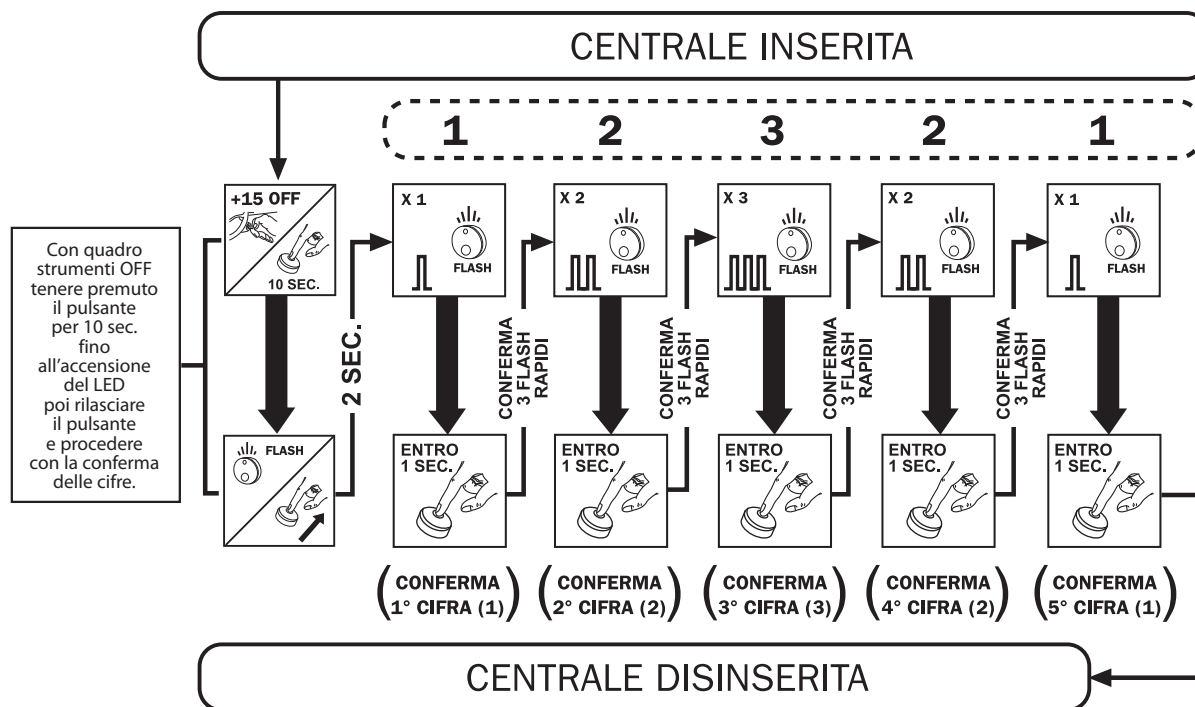 CENTRALE INSERITA
1 2 3 2 1
Con quadro
strumenti OFF
tenere premuto
il pulsante
per 10 sec.
fino
all'accensione
del LED
poi rilasciare
il pulsante
e procedere
con la conferma
delle cifre.
+15 OFF
10 SEC.
FLASH
2 SEC.
X 1
FLASH
ENTRO
1 SEC.
(CONFERMA
1° CIFRA (1))
CONFERMA
3 FLASH
RAPIDI
X 2
FLASH
ENTRO
1 SEC.
(CONFERMA
2° CIFRA (2))
CONFERMA
3 FLASH
RAPIDI
X 3
FLASH
ENTRO
1 SEC.
(CONFERMA
3° CIFRA (3))
CONFERMA
3 FLASH
RAPIDI
X 2
FLASH
ENTRO
1 SEC.
(CONFERMA
4° CIFRA (2))
CONFERMA
3 FLASH
RAPIDI
X 1
FLASH
ENTRO
1 SEC.
(CONFERMA
5° CIFRA (1))
CENTRALE DISINSERITA